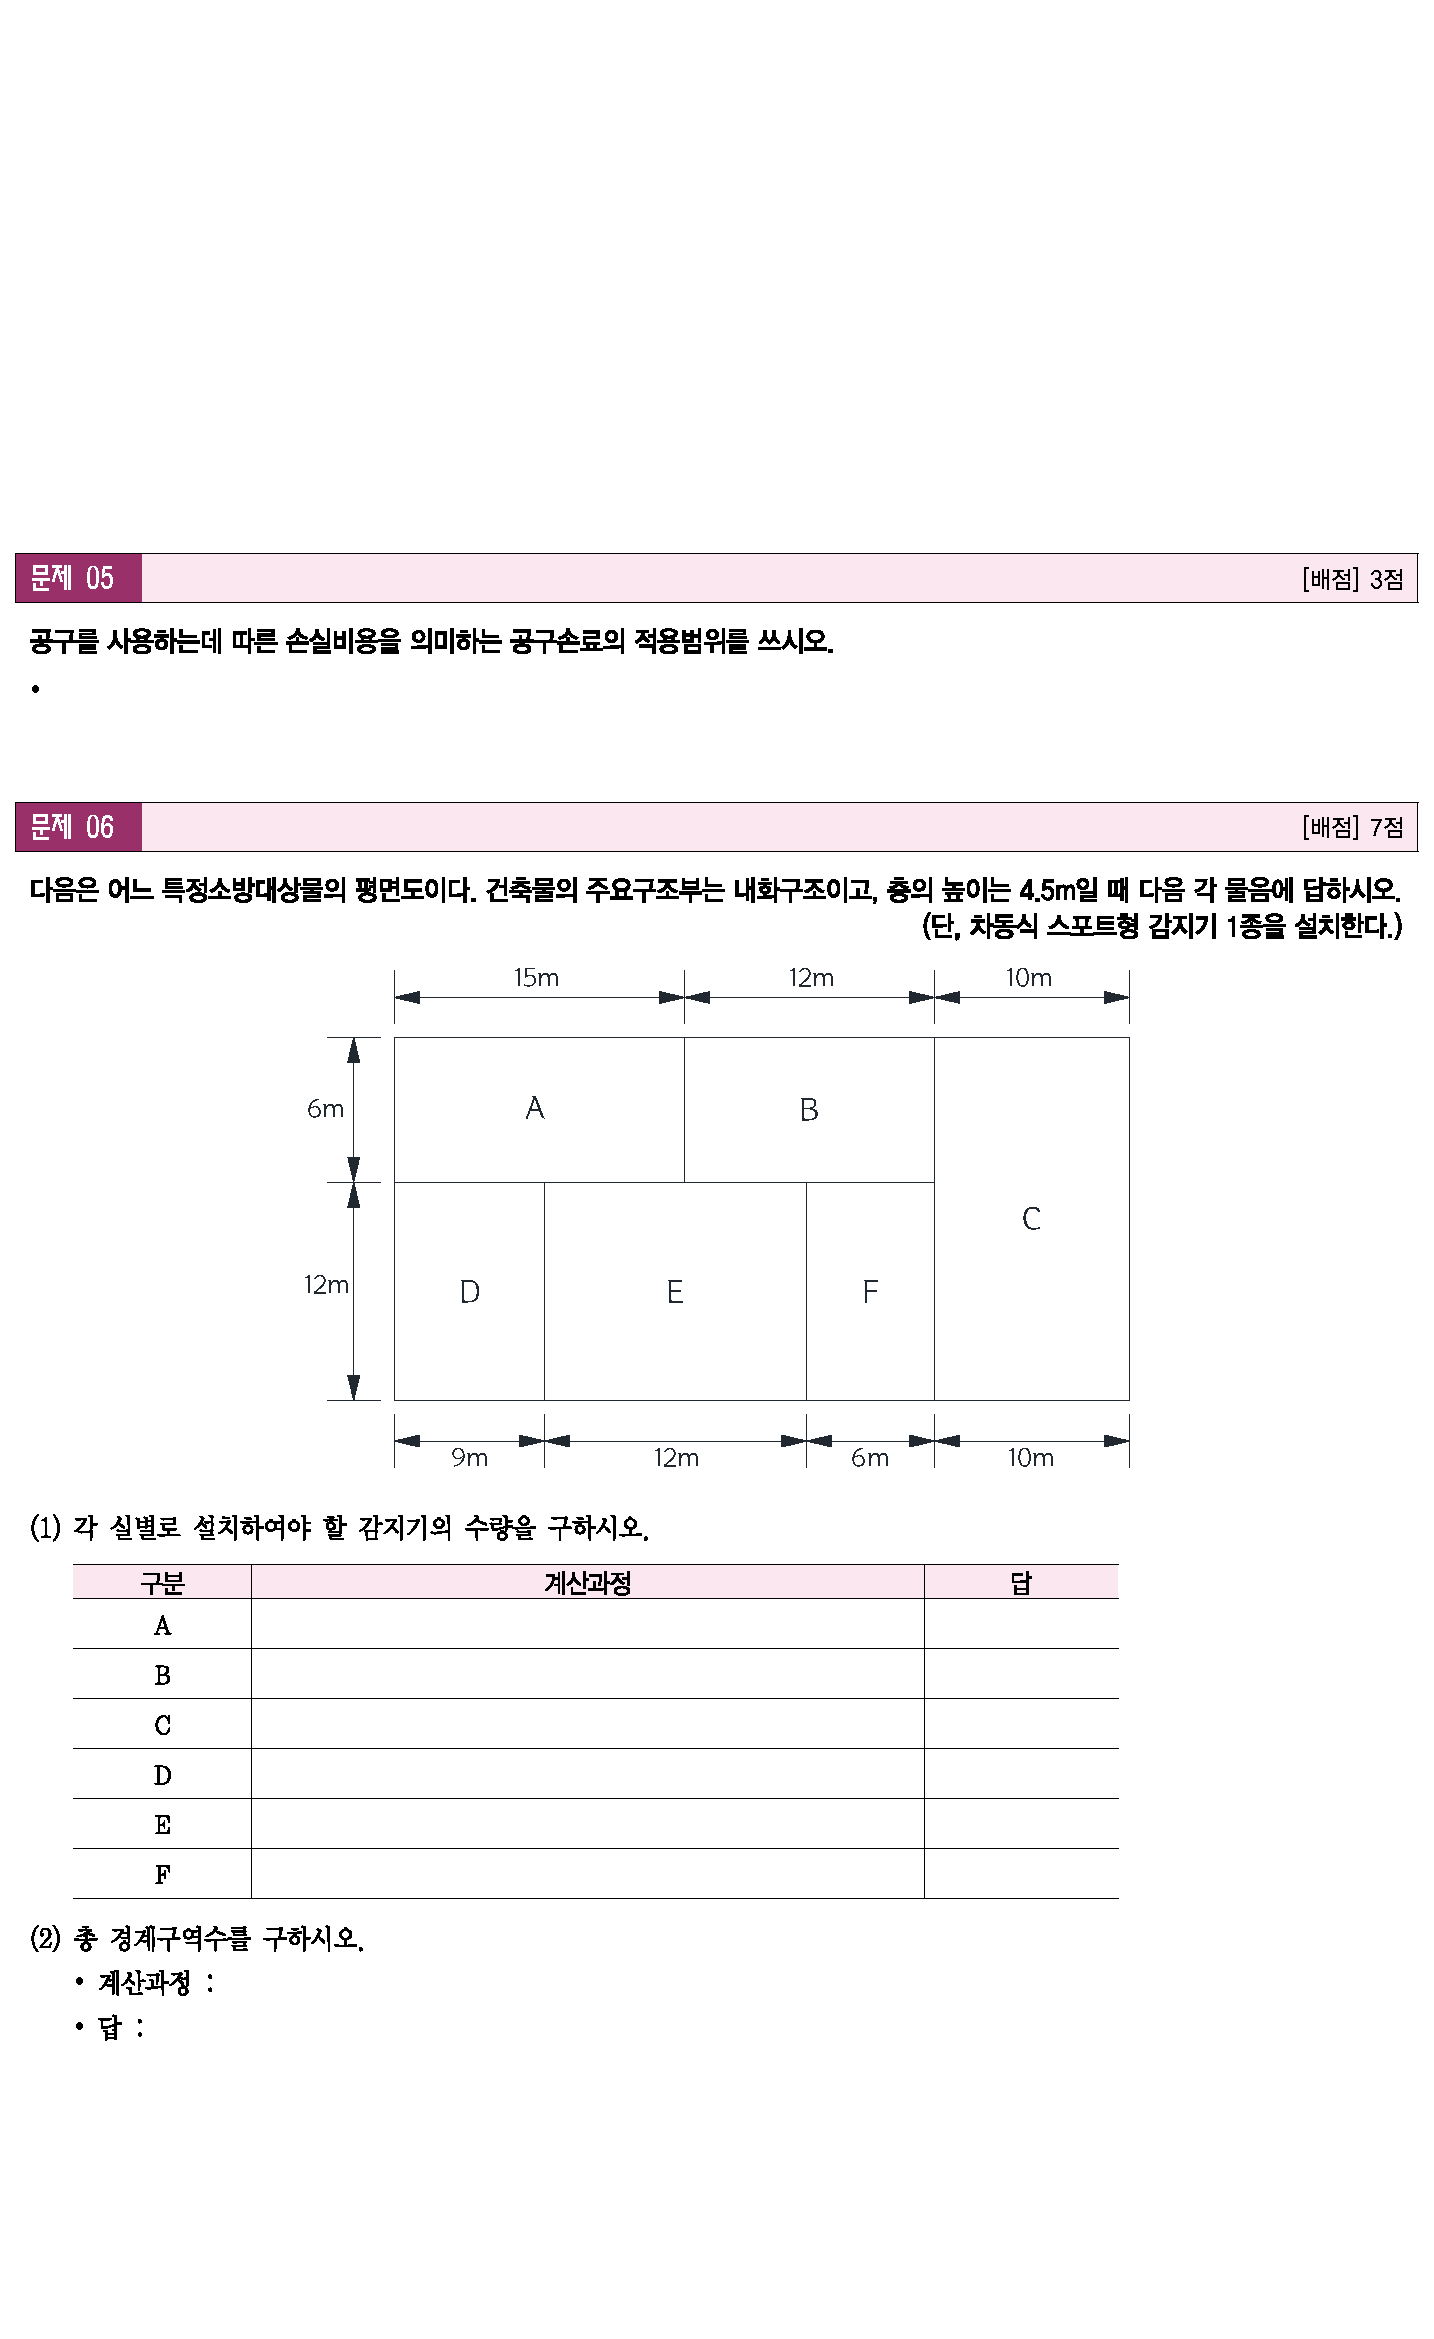 문제 05 [배점] 3점
공구를 사용하는데 따른 손실비용을 의미하는 공구손료의 적용범위를 쓰시오.
•
문제 06 [배점] 7점
다음은 어느 특정소방대상물의 평면도이다. 건축물의 주요구조부는 내화구조이고, 층의 높이는 4.5m일 때 다음 각 물음에 답하시오.
(단, 차동식 스포트형 감지기 1종을 설치한다.)
15m 12m 10m
6m A B
C
12m D E F
9m 12m 6m 10m
(1) 각 실별로 설치하여야 할 감지기의 수량을 구하시오.
구분 계산과정 답
A
B
C
D
E
F
(2) 총 경계구역수를 구하시오.
• 계산과정 :
• 답 :